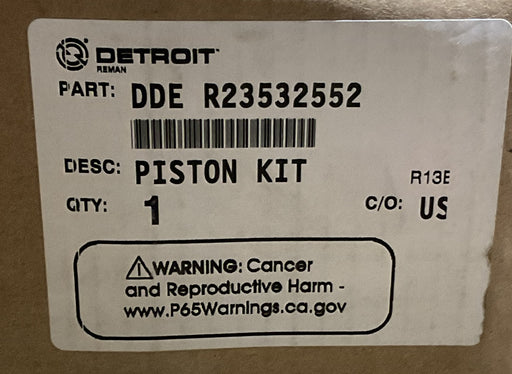 DETROIT
REMAN
PART: DDE R23532552
DESC: PISTON KIT R13E
QTY: 1 C/O: US
WARNING: Cancer
and Reproductive Harm -
www.P65Warnings.ca.gov